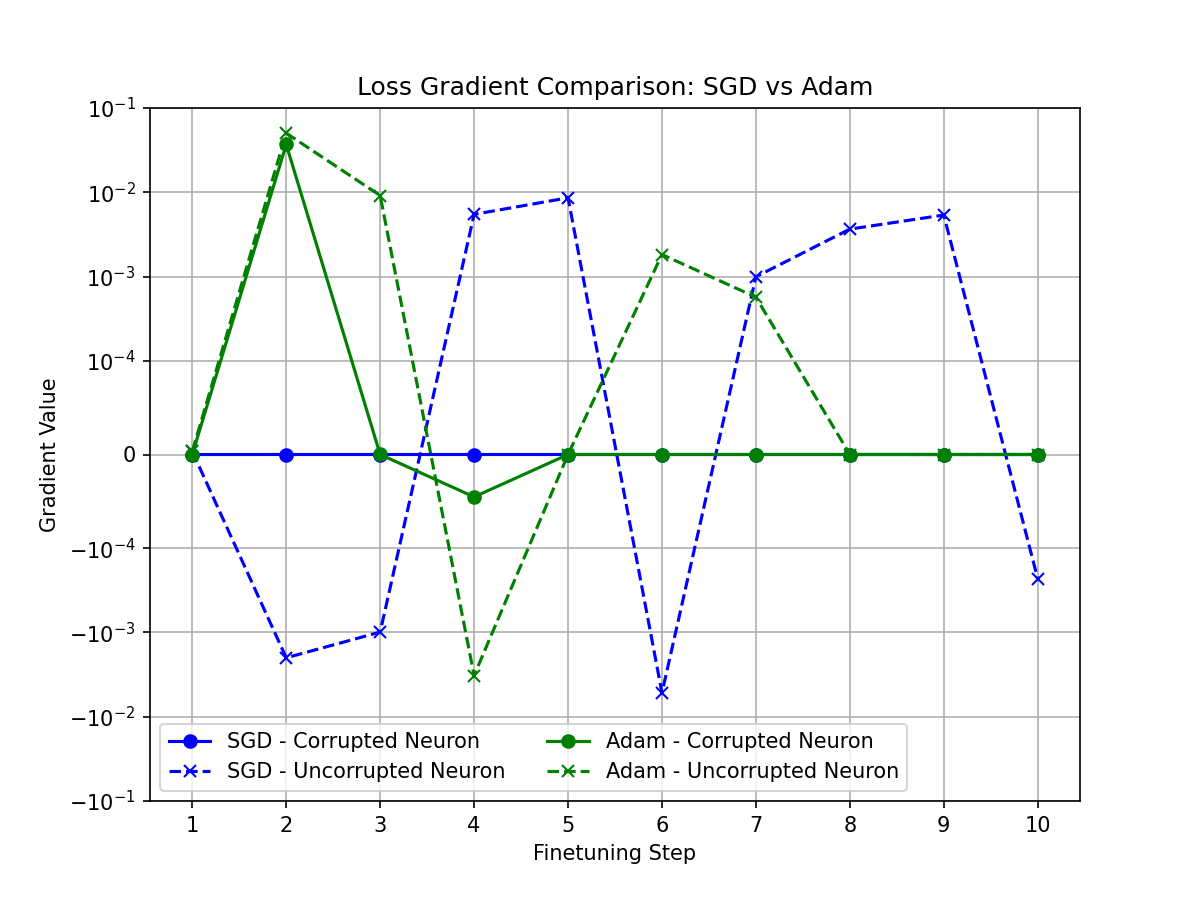 Loss Gradient Comparison: SGD vs Adam
10⁻¹
10⁻²
10⁻³
10⁻⁴
0
−10⁻⁴
−10⁻³
−10⁻²
−10⁻¹
Gradient Value
SGD - Corrupted Neuron
SGD - Uncorrupted Neuron
Adam - Corrupted Neuron
Adam - Uncorrupted Neuron
1 2 3 4 5 6 7 8 9 10
Finetuning Step